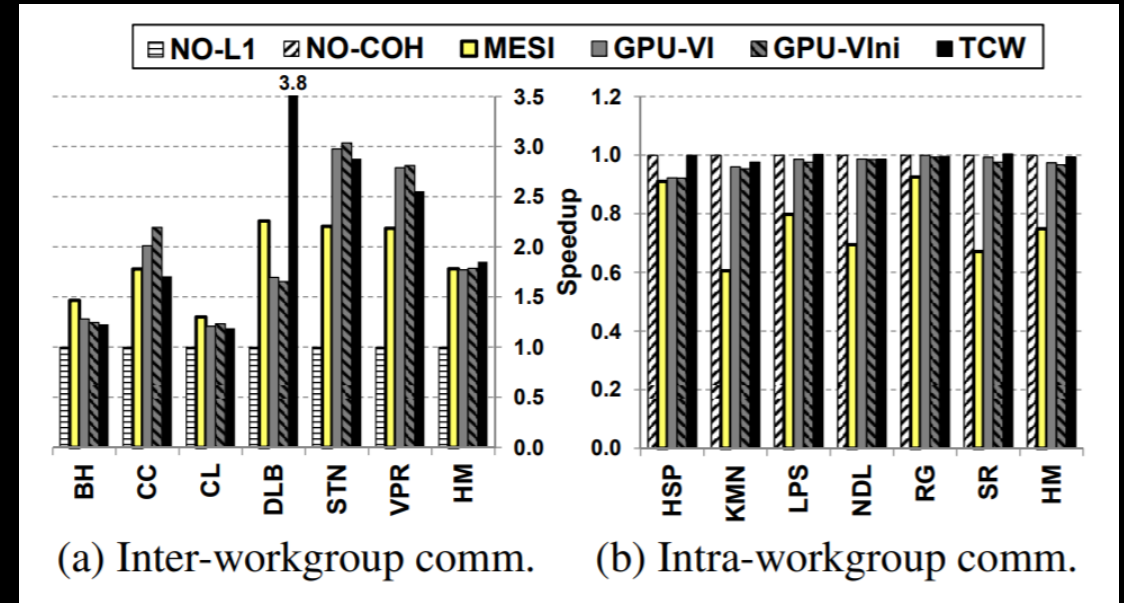 NO-L1 NO-COH MESI GPU-VI GPU-VIni TCW
3.8
3.5
3.0
2.5
2.0
1.5
1.0
0.5
0.0
BH CC CL DLB STN VPR HM
(a) Inter-workgroup comm.
Speedup
1.2
1.0
0.8
0.6
0.4
0.2
0.0
HSP KMN LPS NDL RG SR HM
(b) Intra-workgroup comm.